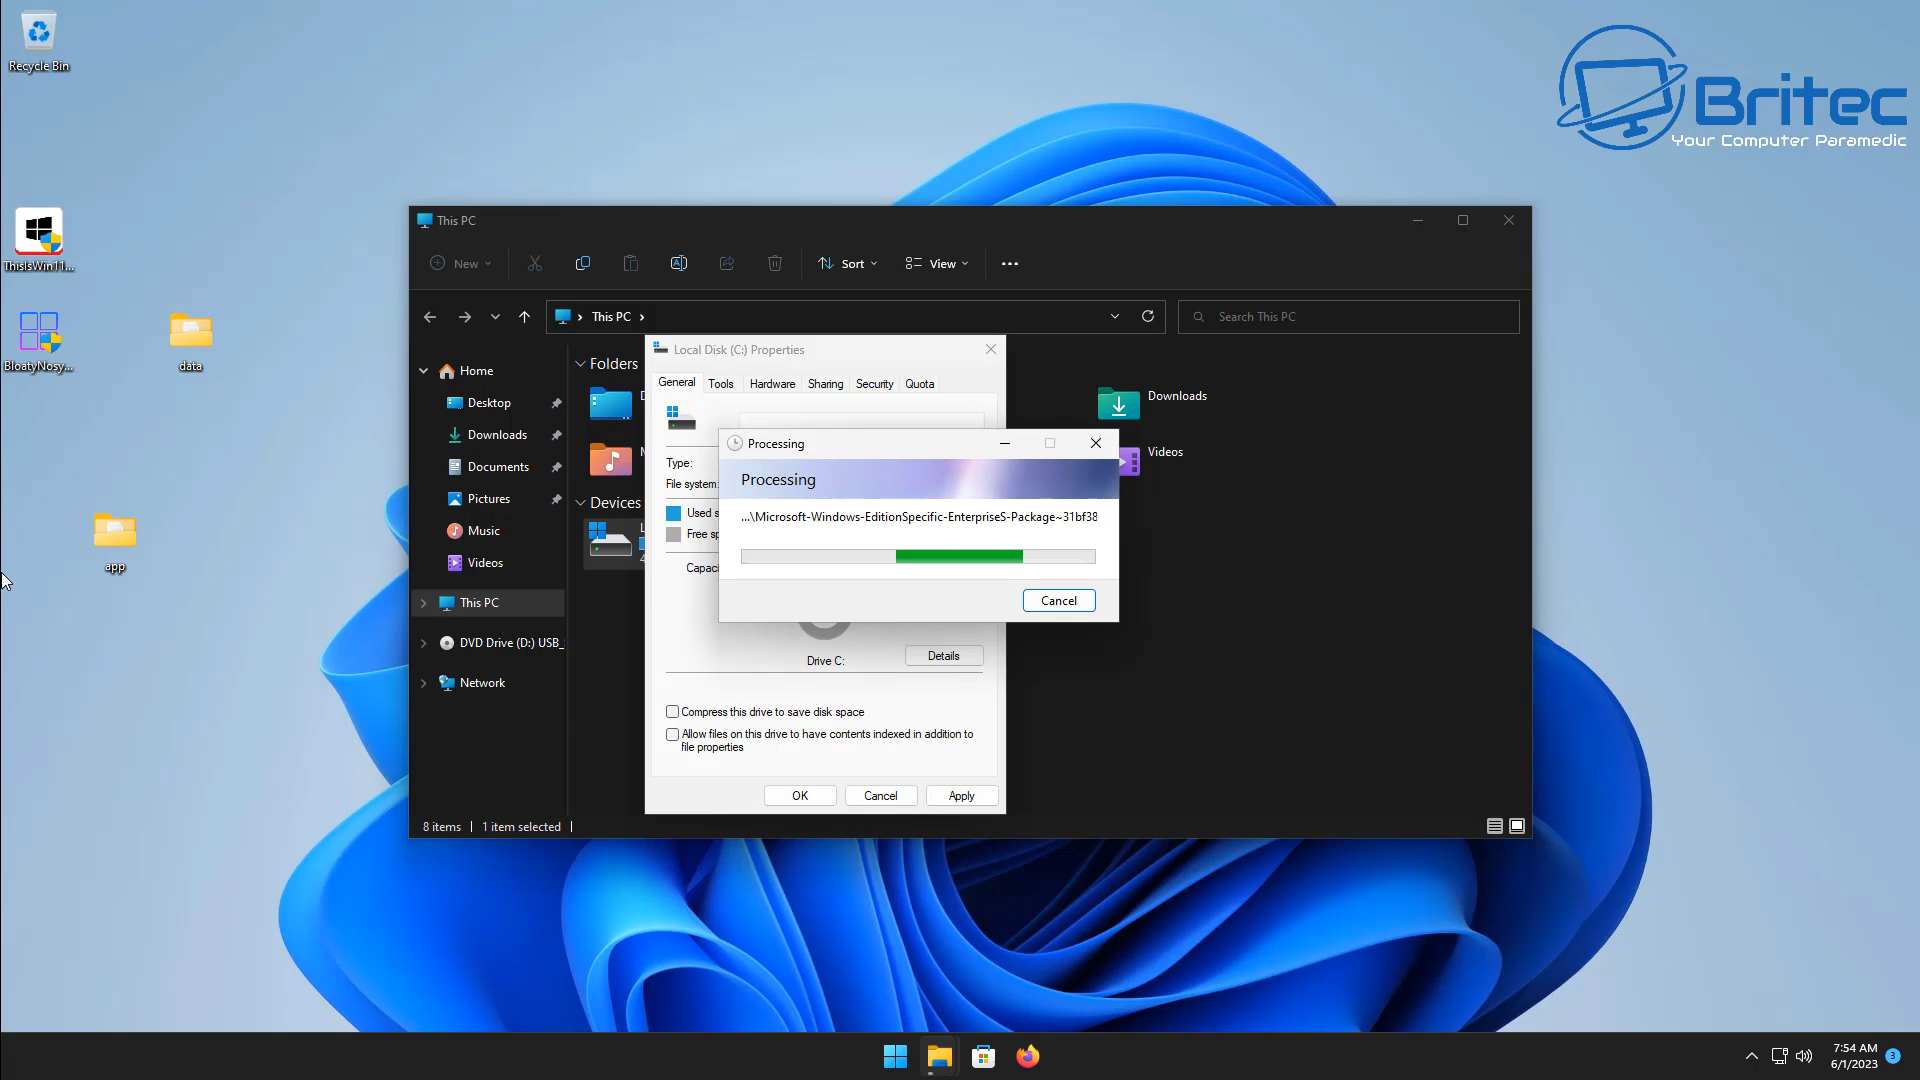 Recycle Bin
Britec
Your Computer Paramedic
ThisIsWin11...
BloatyNosy...
data
app
This PC
New
Sort
View
This PC
Search This PC
Home
Desktop
Downloads
Documents
Pictures
Music
Videos
This PC
DVD Drive (D:) USB_
Network
Folders
Downloads
Videos
Devices
Local Disk (C:) Properties
General
Tools
Hardware
Sharing
Security
Quota
Type:
File system:
Used s
Free sp
Capaci
Processing
Processing
...\Microsoft-Windows-EditionSpecific-EnterpriseS-Package~31bf38
Cancel
Drive C:
Details
Compress this drive to save disk space
Allow files on this drive to have contents indexed in addition to
file properties
OK
Cancel
Apply
8 items
1 item selected
7:54 AM
6/1/2023
3